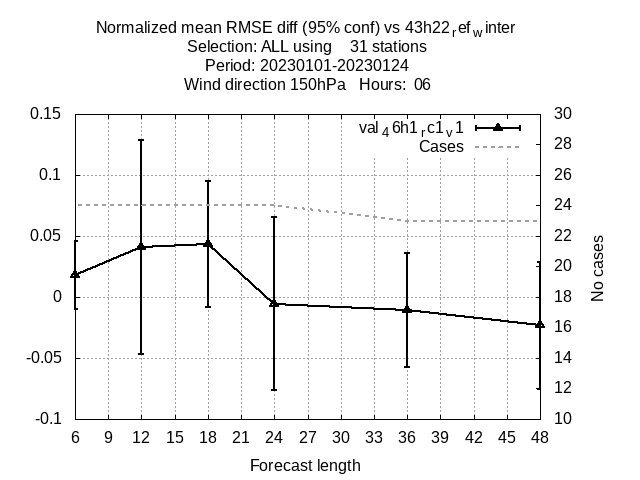 Normalized mean RMSE diff (95% conf) vs 43h22refwinter
Selection: ALL using 31 stations
Period: 20230101-20230124
Wind direction 150hPa Hours: 06
val46h1rc1v1
Cases
0.15
0.1
0.05
0
-0.05
-0.1
30
28
26
24
22
20
18
16
14
12
10
No cases
6 9 12 15 18 21 24 27 30 33 36 39 42 45 48
Forecast length